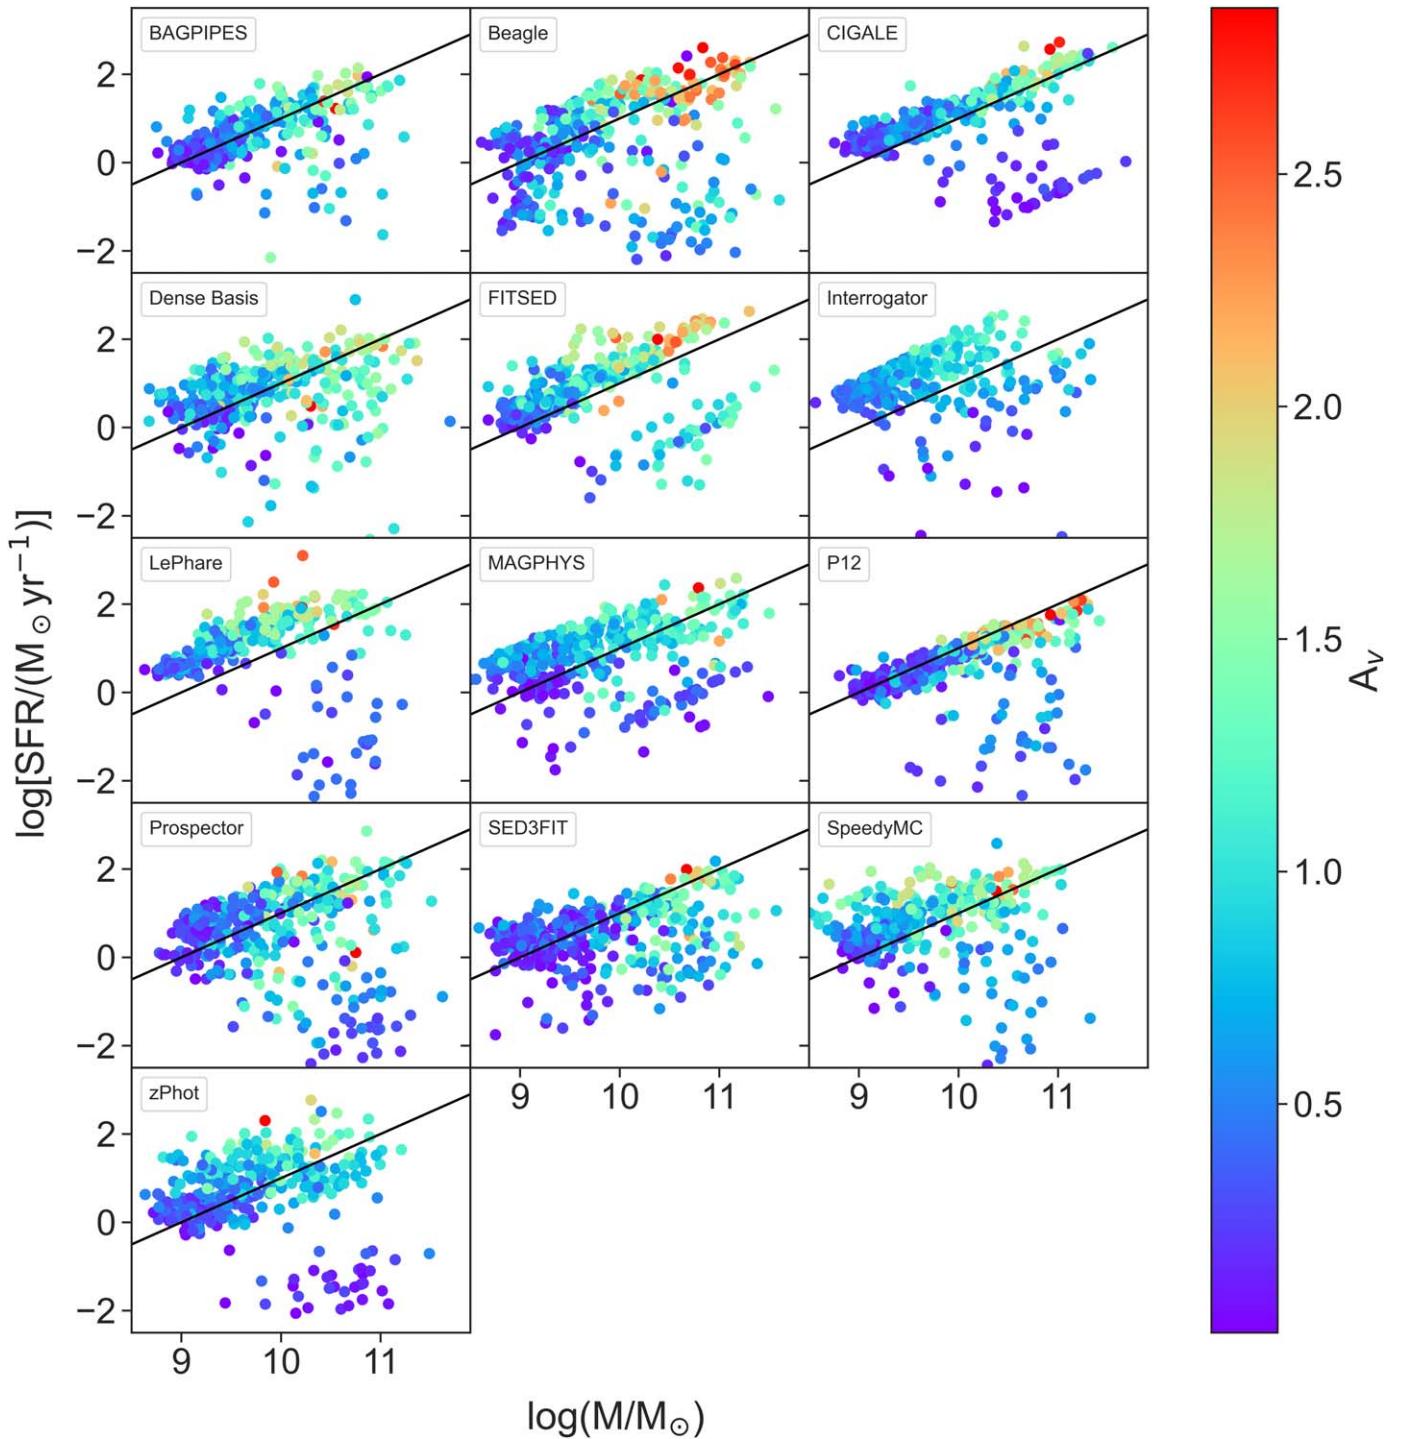 BAGPIPES
Beagle
CIGALE
2
0
−2
Dense Basis
FITSED
Interrogator
2
0
−2
LePhare
MAGPHYS
P12
2
0
−2
Prospector
SED3FIT
SpeedyMC
2
0
−2
9 10 11
9 10 11
zPhot
2
0
−2
9 10 11
log(M/M⊙)
log[SFR/(M⊙yr⁻¹)]
2.5
2.0
1.5
1.0
0.5
Aᵥ